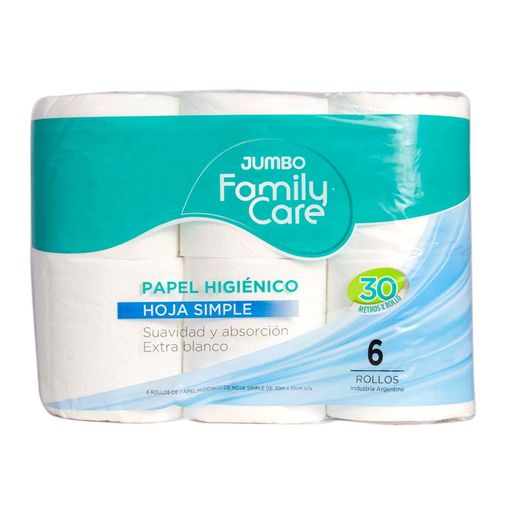 JUMBO
Family
Care
PAPEL HIGIÉNICO
HOJA SIMPLE
Suavidad y absorción
Extra blanco
30
METROS X ROLLO
6
ROLLOS
Industria Argentina
6 ROLLOS DE PAPEL HIGIÉNICO DE HOJA SIMPLE DE 30m x 10cm c/u